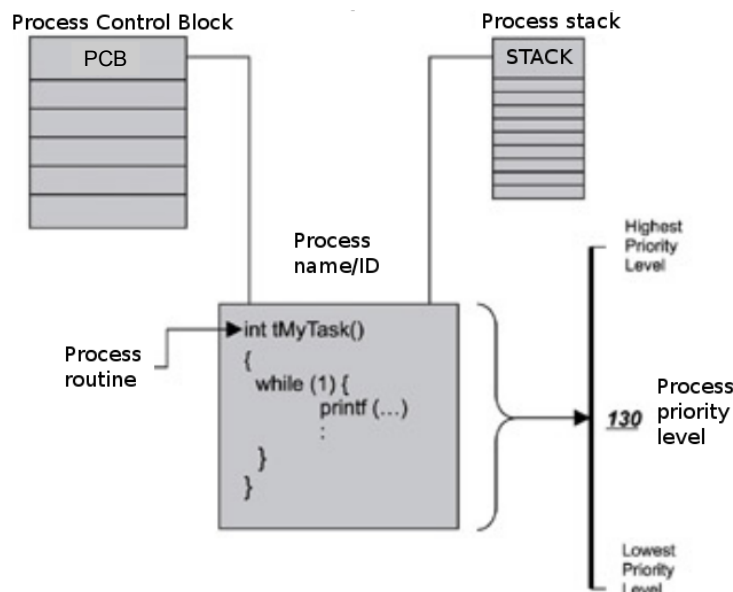 Process Control Block
Process stack
PCB
STACK
Process
name/ID
Highest
Priority
Level
int tMyTask()
{
while (1) {
printf (...)
:
}
}
Process
routine
130
Process
priority
level
Lowest
Priority
Level